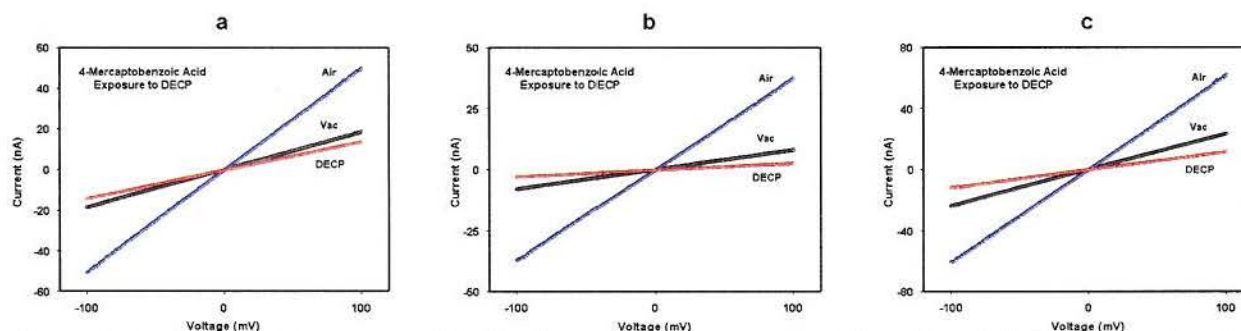 a
60
40
20
0
-20
-40
-60
Current (nA)
4-Mercaptobenzoic Acid
Exposure to DECP
Air
Vac
DECP
-100
0
100
Voltage (mV)
b
50
25
0
-25
-50
Current (nA)
4-Mercaptobenzoic Acid
Exposure to DECP
Air
Vac
DECP
-100
0
100
Voltage (mV)
c
80
40
0
-40
-80
Current (nA)
4-Mercaptobenzoic Acid
Exposure to DECP
Air
Vac
DECP
-100
0
100
Voltage (mV)